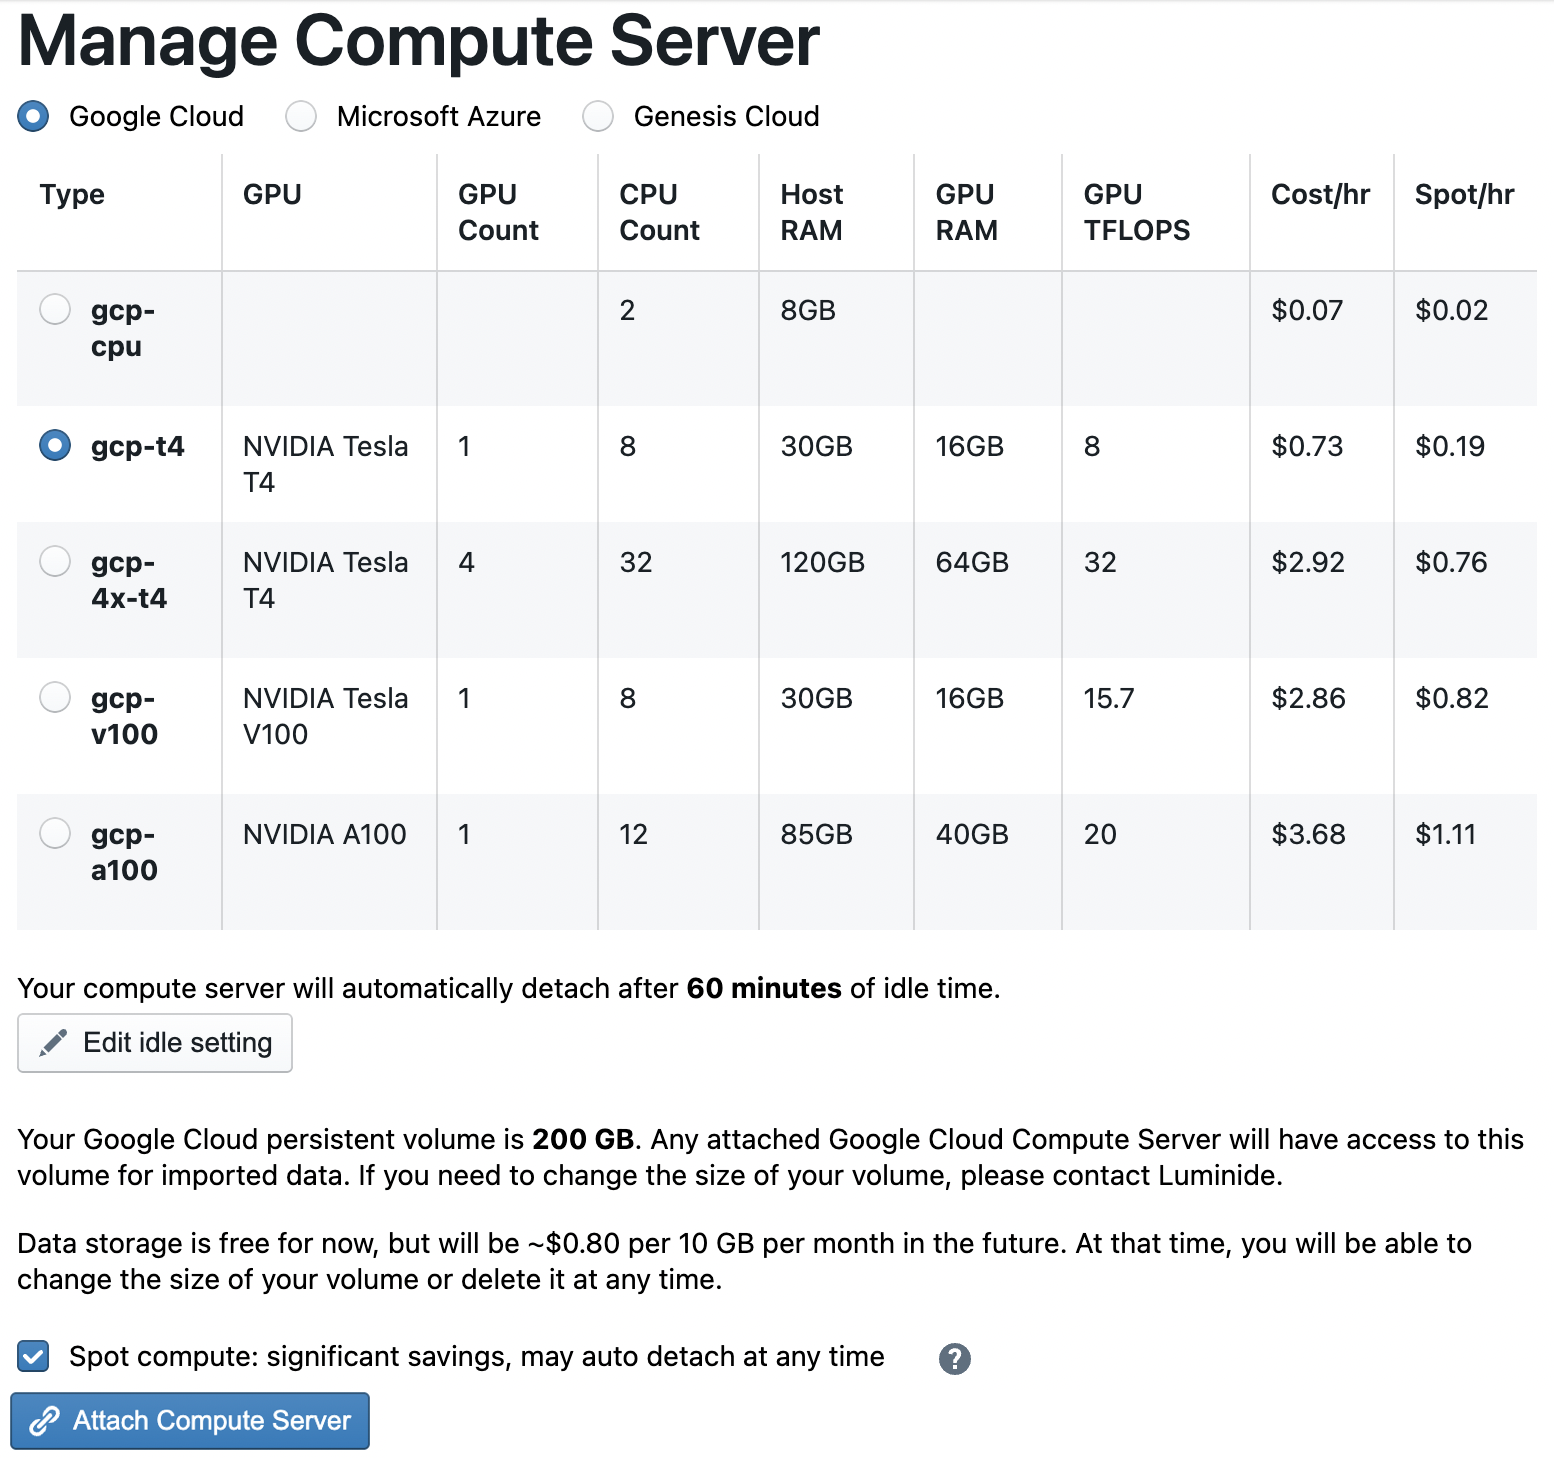 Manage Compute Server
Google Cloud Microsoft Azure Genesis Cloud
Type GPU GPU Count CPU Count Host RAM GPU RAM GPU TFLOPS Cost/hr Spot/hr
gcp-cpu 2 8GB $0.07 $0.02
gcp-t4 NVIDIA Tesla T4 1 8 30GB 16GB 8 $0.73 $0.19
gcp-4x-t4 NVIDIA Tesla T4 4 32 120GB 64GB 32 $2.92 $0.76
gcp-v100 NVIDIA Tesla V100 1 8 30GB 16GB 15.7 $2.86 $0.82
gcp-a100 NVIDIA A100 1 12 85GB 40GB 20 $3.68 $1.11
Your compute server will automatically detach after 60 minutes of idle time.
Edit idle setting
Your Google Cloud persistent volume is 200 GB. Any attached Google Cloud Compute Server will have access to this
volume for imported data. If you need to change the size of your volume, please contact Luminide.
Data storage is free for now, but will be ~$0.80 per 10 GB per month in the future. At that time, you will be able to
change the size of your volume or delete it at any time.
Spot compute: significant savings, may auto detach at any time ?
Attach Compute Server